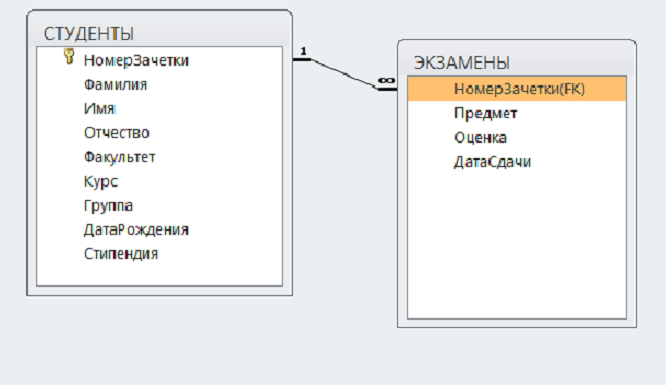 СТУДЕНТЫ
НомерЗачетки
Фамилия
Имя
Отчество
Факультет
Курс
Группа
ДатаРождения
Стипендия
1
∞
ЭКЗАМЕНЫ
НомерЗачетки(FK)
Предмет
Оценка
ДатаСдачи